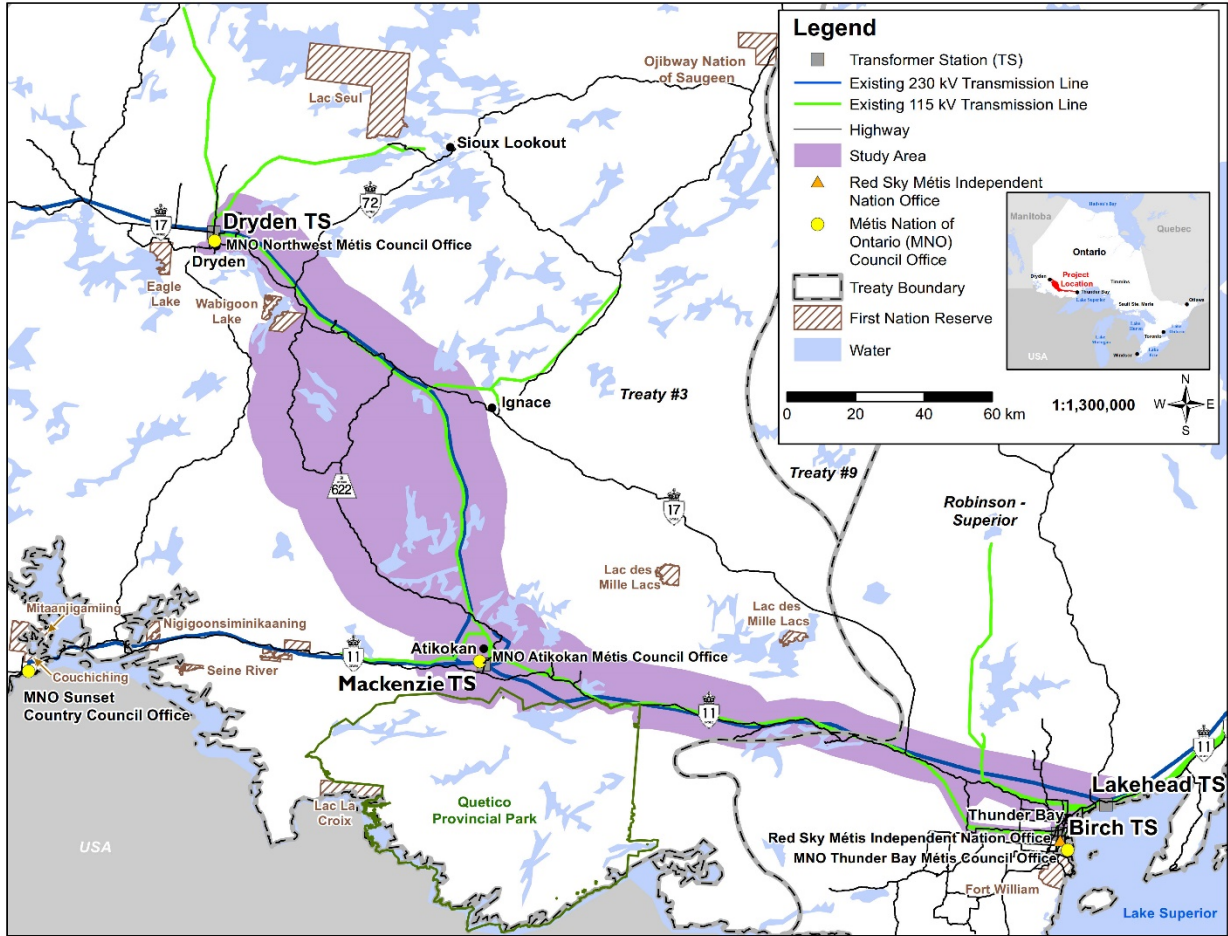 Legend
Transformer Station (TS)
Existing 230 kV Transmission Line
Existing 115 kV Transmission Line
Highway
Study Area
Red Sky Métis Independent
Nation Office
Métis Nation of
Ontario (MNO)
Council Office
Treaty Boundary
First Nation Reserve
Water
0 20 40 60 km
1:1,300,000
N
W E
S
Manitoba
Ontario
Quebec
Dryden
Project
Location
Thunder Bay
Timmins
Lake Superior
Sault Ste. Marie
Ottawa
Toronto
Windsor
USA
Ojibway Nation
of Saugeen
Lac Seul
Sioux Lookout
72
17
Dryden TS
MNO Northwest Métis Council Office
Dryden
Eagle
Lake
Wabigoon
Lake
Ignace
Treaty #3
Treaty #9
Robinson -
Superior
622
17
Lac des
Mille Lacs
Lac des
Mille Lacs
Mitaanjigamiing
Nigigoonsiminikaaning
Atikokan
MNO Atikokan Métis Council Office
Seine River
11
Couchiching
Mackenzie TS
MNO Sunset
Country Council Office
11
11
Lakehead TS
Thunder Bay
Birch TS
Red Sky Métis Independent Nation Office
MNO Thunder Bay Métis Council Office
Fort William
Lac La
Croix
Quetico
Provincial Park
USA
Lake Superior